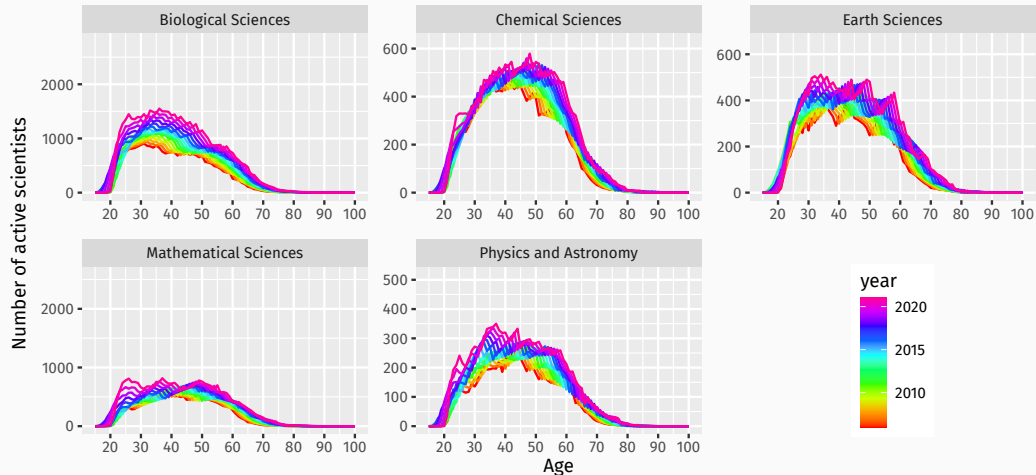 Biological Sciences
Chemical Sciences
Earth Sciences
2000
1000
0
20 30 40 50 60 70 80 90 100
600
400
200
0
20 30 40 50 60 70 80 90 100
600
400
200
0
20 30 40 50 60 70 80 90 100
Number of active scientists
Mathematical Sciences
Physics and Astronomy
2000
1000
0
20 30 40 50 60 70 80 90 100
500
400
300
200
100
0
20 30 40 50 60 70 80 90 100
Age
year
2020
2015
2010